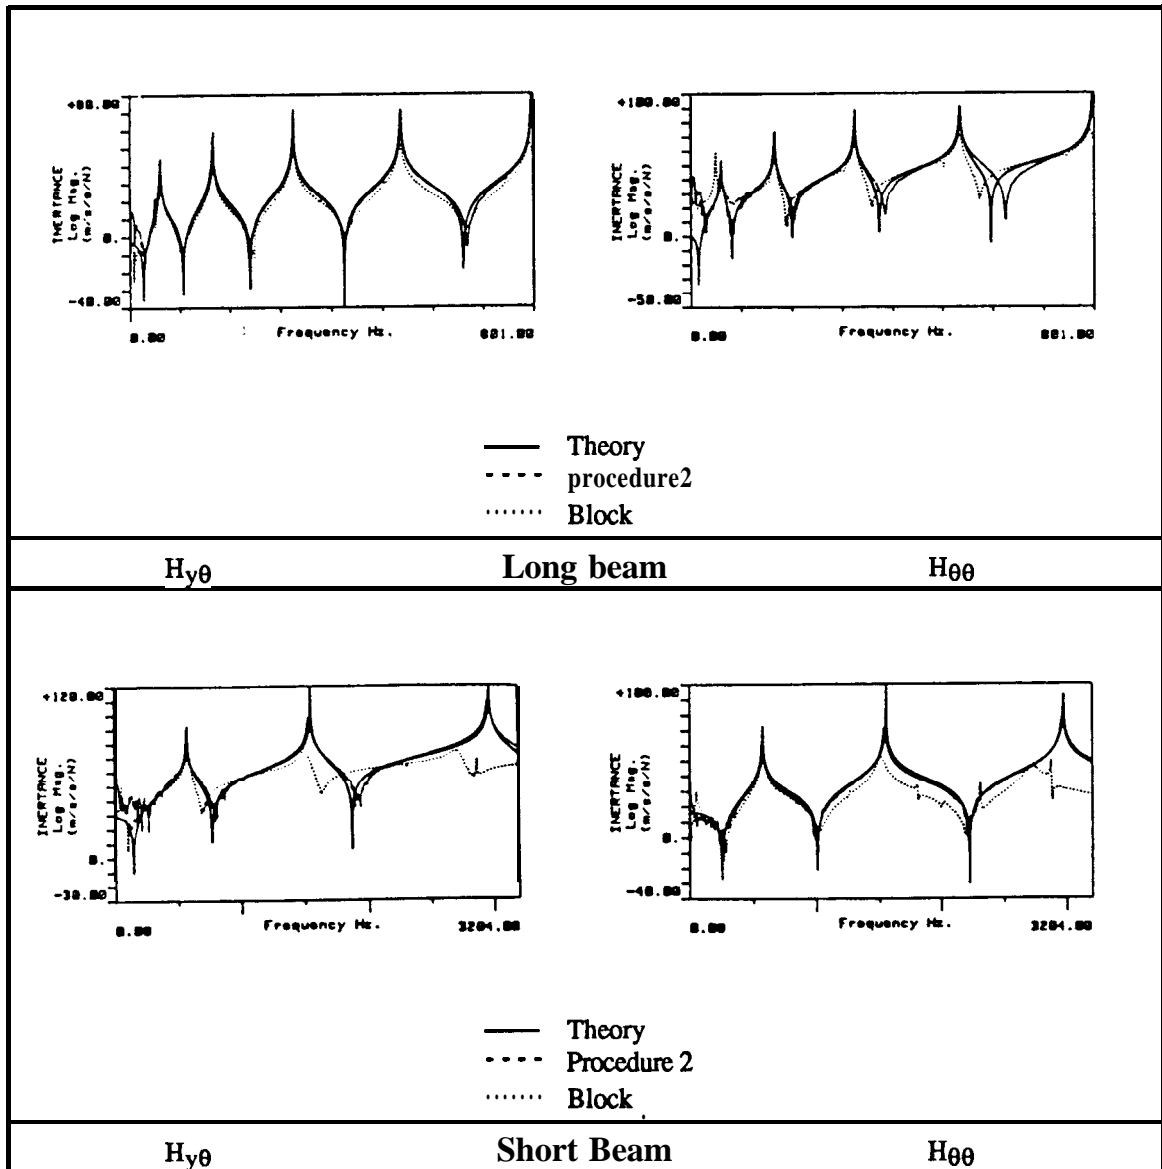 +80.00
INERTANCE
Log Mag.
(m/s/s/N)
0.
-40.00
0.00
Frequency Hz.
801.00
+100.00
INERTANCE
Log Mag.
(m/s/s/N)
0.
-50.00
0.00
Frequency Hz.
801.00
Theory
procedure2
Block
Hyθ
Long beam
Hθθ
+120.00
INERTANCE
Log Mag.
(m/s/s/N)
0.
-30.00
0.00
Frequency Hz.
3204.00
+100.00
INERTANCE
Log Mag.
(m/s/s/N)
0.
-40.00
0.00
Frequency Hz.
3204.00
Theory
Procedure 2
Block
Hyθ
Short Beam
Hθθ